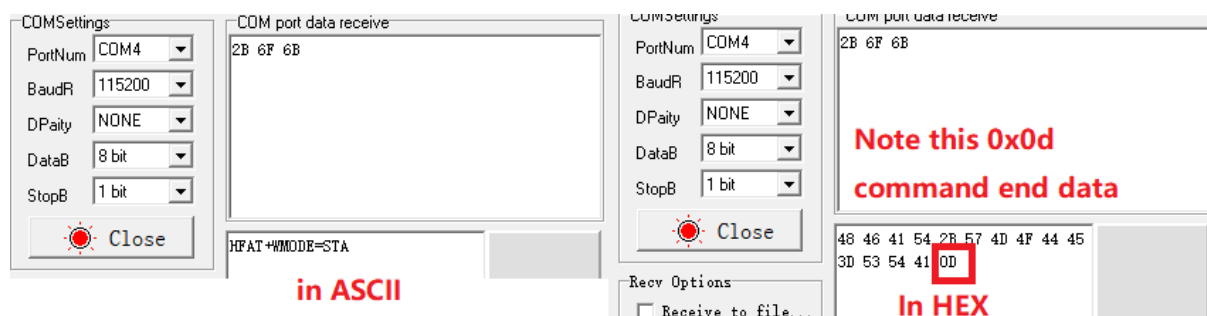 COMSettings
COM port data receive
PortNum COM4
2B 6F 6B
BaudR 115200
DPaity NONE
DataB 8 bit
StopB 1 bit
Close
HFAT+WMODE=STA
in ASCII
COMSettings
COM port data receive
PortNum COM4
2B 6F 6B
BaudR 115200
DPaity NONE
DataB 8 bit
StopB 1 bit
Note this 0x0d
command end data
Close
48 46 41 54 2B 57 4D 4F 44 45
3D 53 54 41 0D
Recv Options
Receive to file...
In HEX